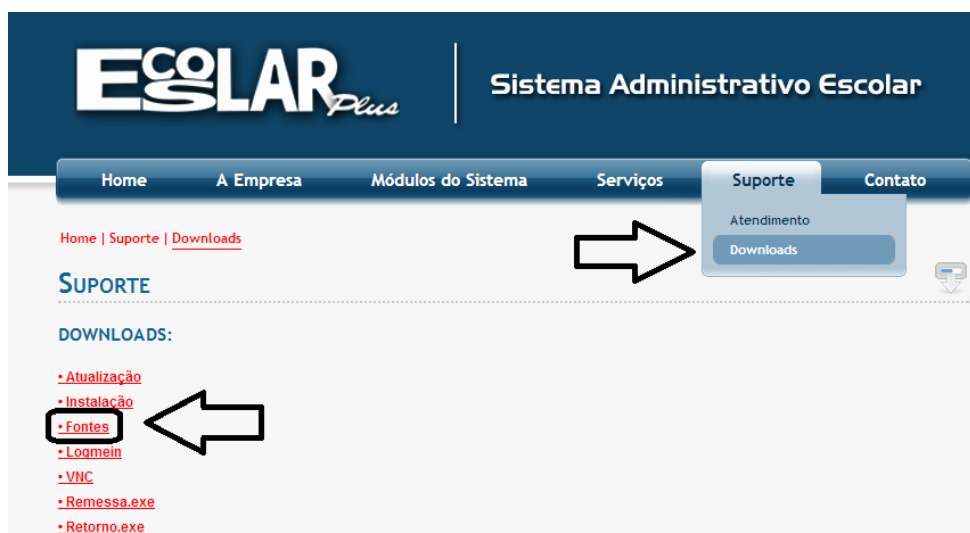 ESCOLAR Plus
Sistema Administrativo Escolar
Home A Empresa Módulos do Sistema Serviços Suporte Contato
Atendimento
Downloads
Home | Suporte | Downloads
SUPORTE
DOWNLOADS:
• Atualização
• Instalação
• Fontes
• Logmein
• VNC
• Remessa.exe
• Retorno.exe